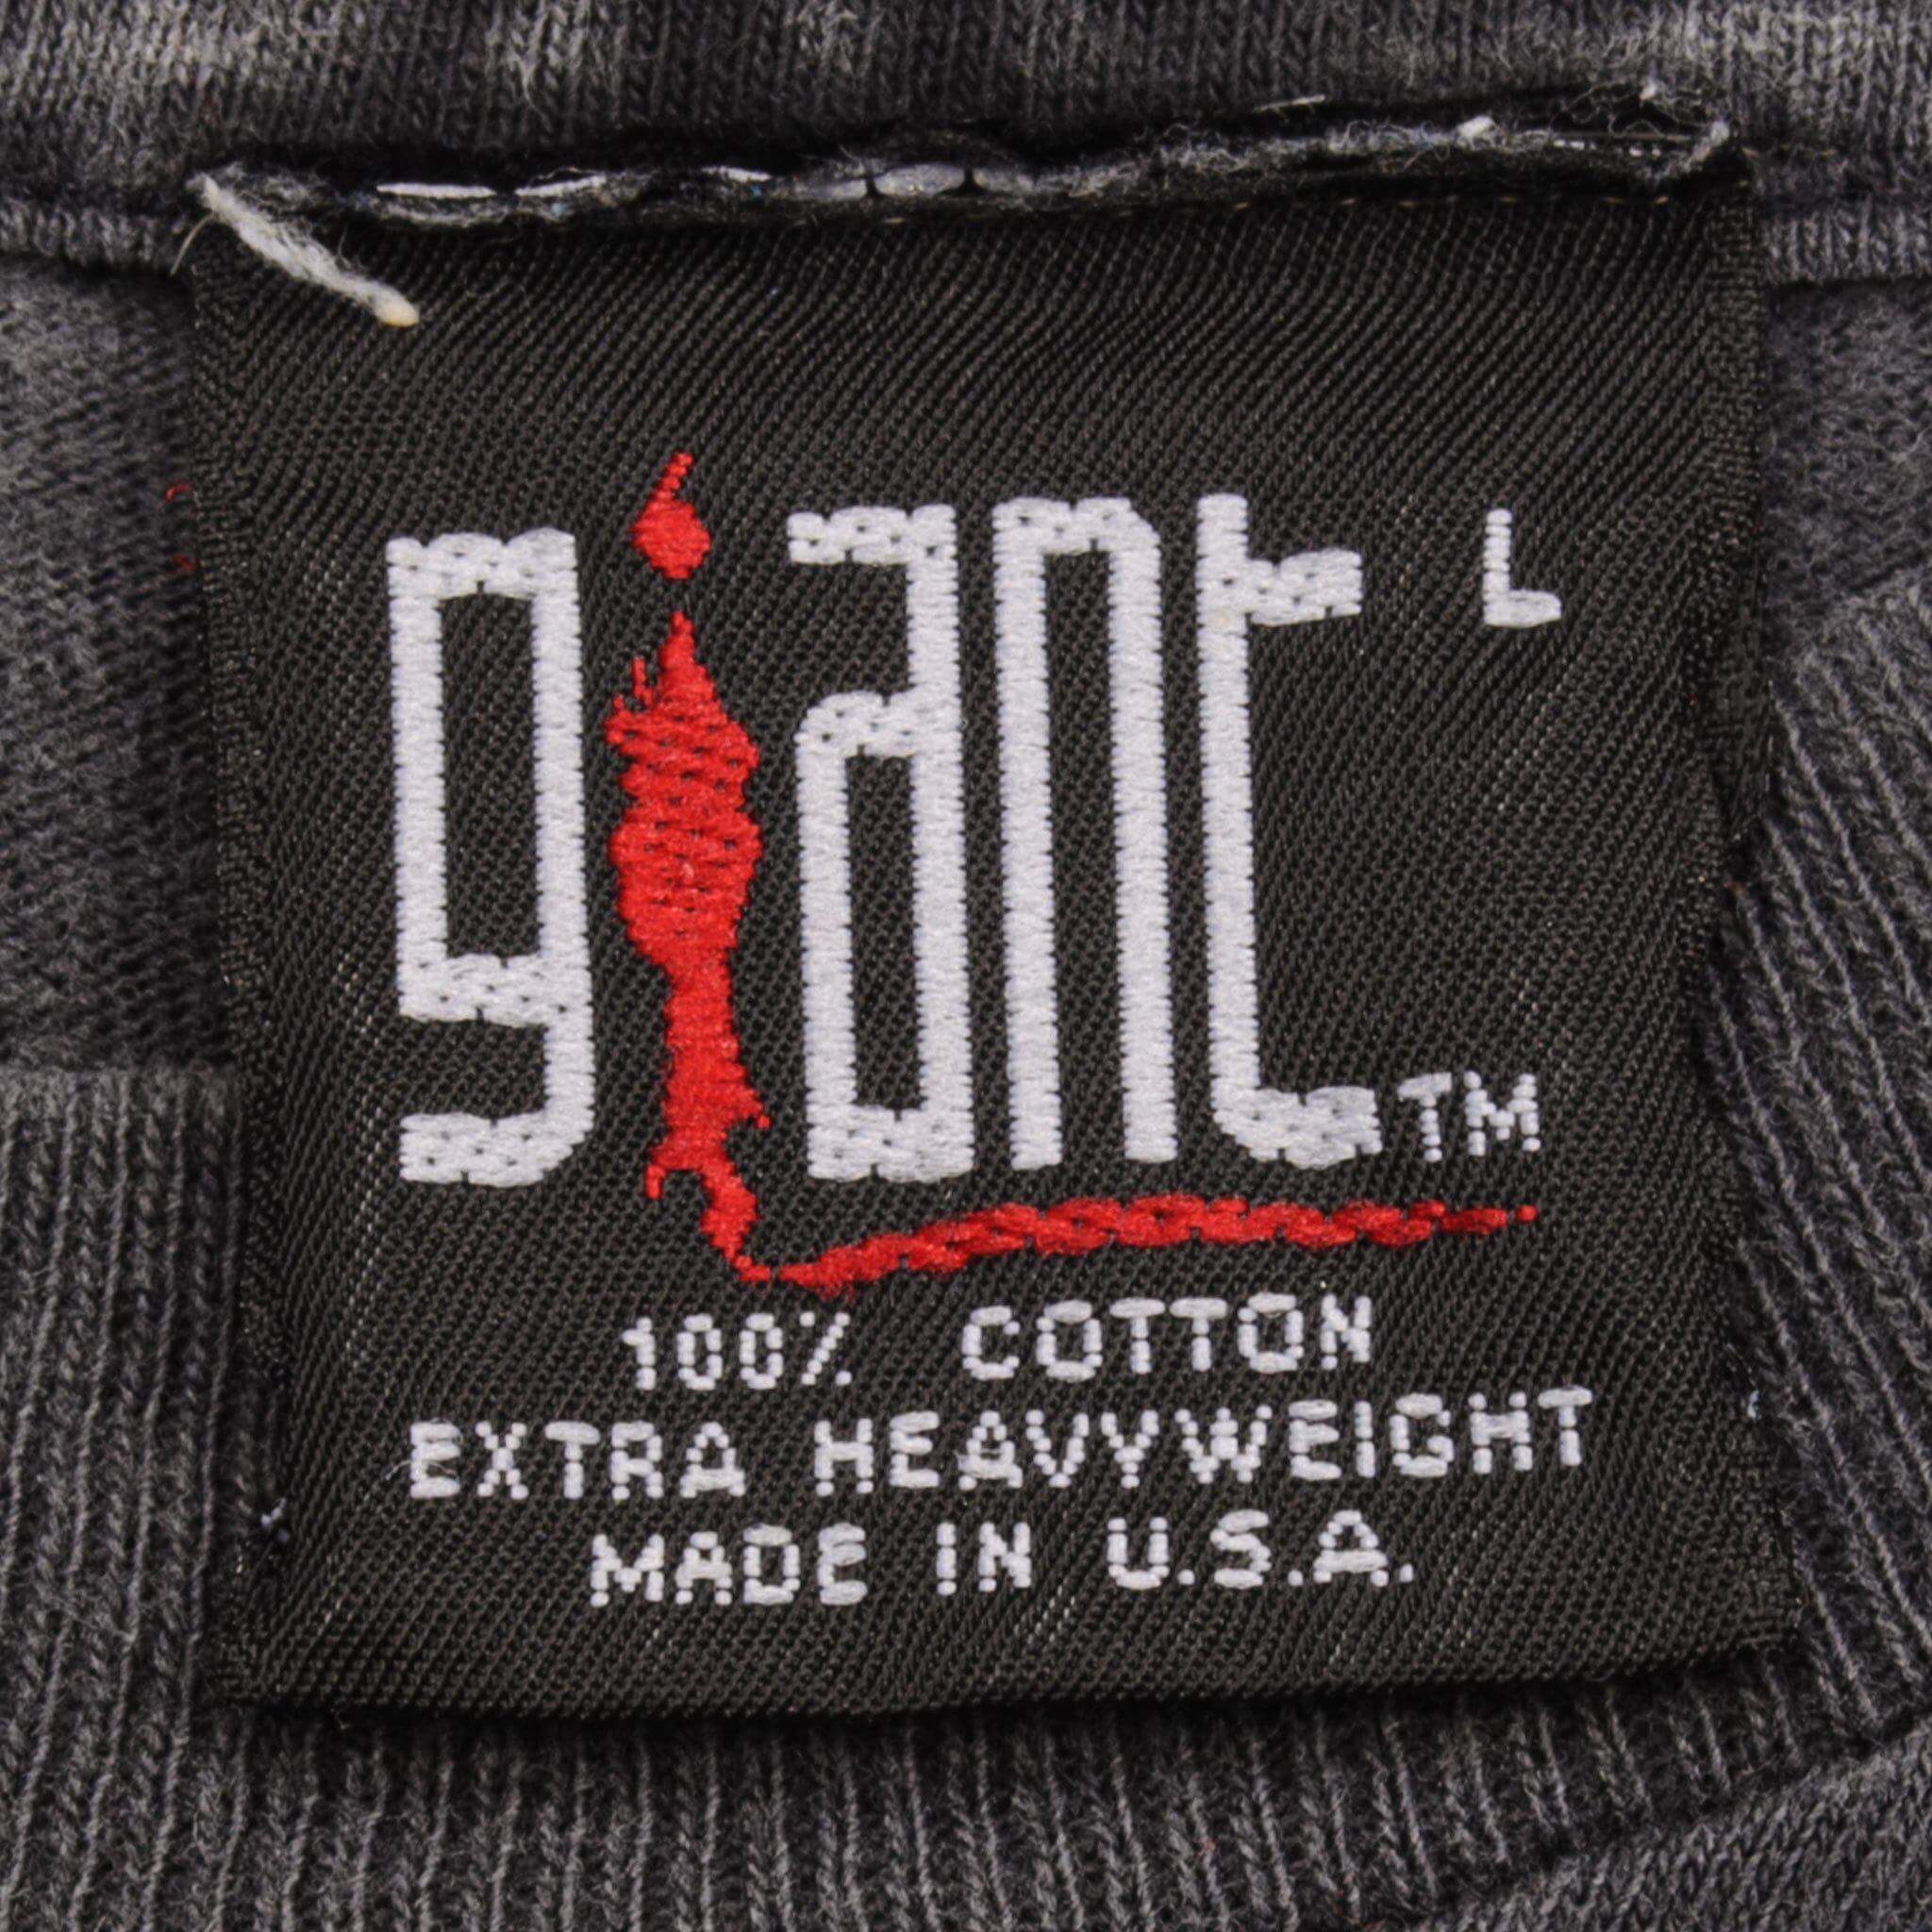 giant L
TM
100% COTTON
EXTRA HEAVYWEIGHT
MADE IN U.S.A.